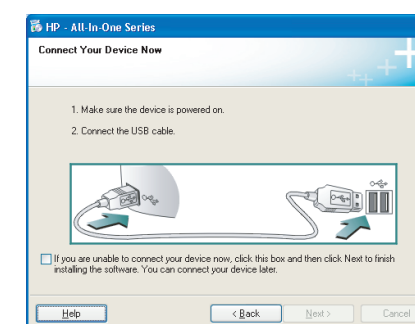 HP - All-In-One Series
Connect Your Device Now
1. Make sure the device is powered on.
2. Connect the USB cable.
If you are unable to connect your device now, click this box and then click Next to finish
installing the software. You can connect your device later.
Help
< Back
Next >
Cancel